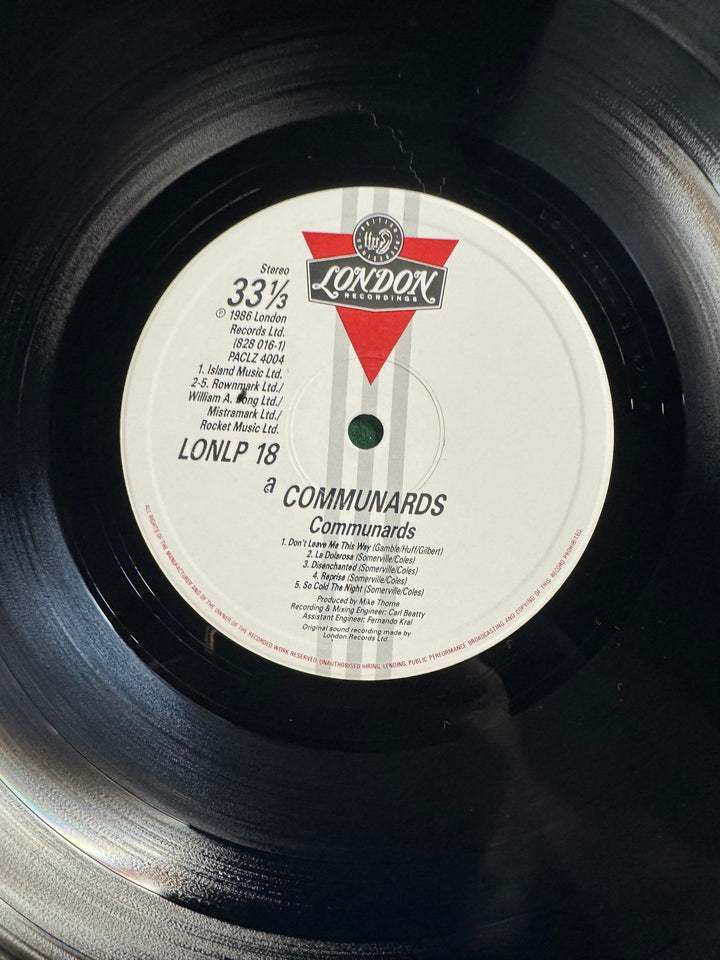 LONDON
RECORDINGS
Stereo
33⅓
℗ 1986 London
Records Ltd.
(828 016-1)
PACLZ 4004
1. Island Music Ltd.
2-5. Rownmark Ltd./
William A. Bong Ltd./
Mistramark Ltd./
Rocket Music Ltd.
LONLP 18
a
COMMUNARDS
Communards
1. Don't Leave Me This Way (Gamble/Huff/Gilbert)
2. La Dolarosa (Somerville/Coles)
3. Disenchanted (Somerville/Coles)
4. Reprise (Somerville/Coles)
5. So Cold The Night (Somerville/Coles)
Produced by Mike Thorne
Recording & Mixing Engineer: Carl Beatty
Assistant Engineer: Fernando Kral
Original sound recording made by
London Records Ltd.
ALL RIGHTS OF THE MANUFACTURER AND OF THE OWNER OF THE RECORDED WORK RESERVED. UNAUTHORISED HIRING, LENDING, PUBLIC PERFORMANCE BROADCASTING AND COPYING OF THIS RECORD PROHIBITED